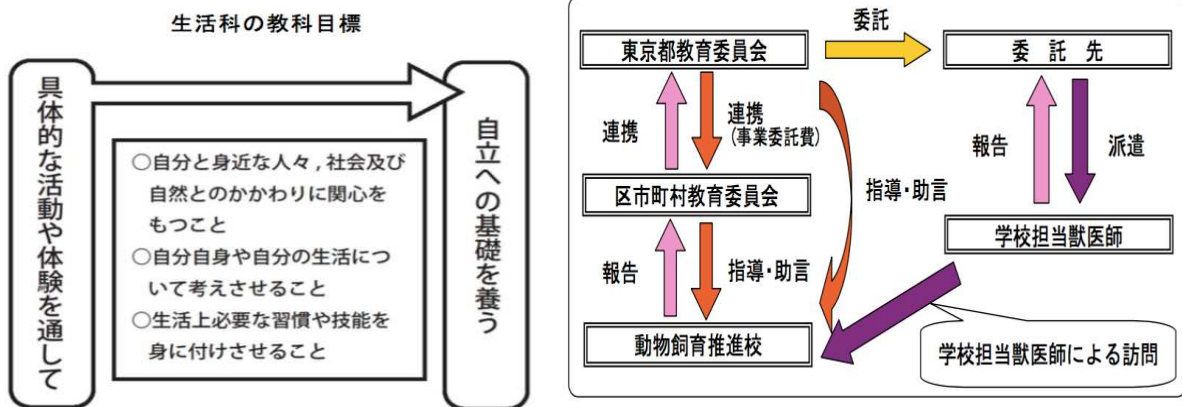 生活科の教科目標
具体的な活動や体験を通して
○自分と身近な人々，社会及び
自然とのかかわりに関心を
もつこと
○自分自身や自分の生活につ
いて考えさせること
○生活上必要な習慣や技能を
身に付けさせること
自立への基礎を養う
委託
東京都教育委員会
委 託 先
連携
連携
(事業委託費)
報告
派遣
指導・助言
区市町村教育委員会
学校担当獣医師
報告
指導・助言
動物飼育推進校
学校担当獣医師による訪問